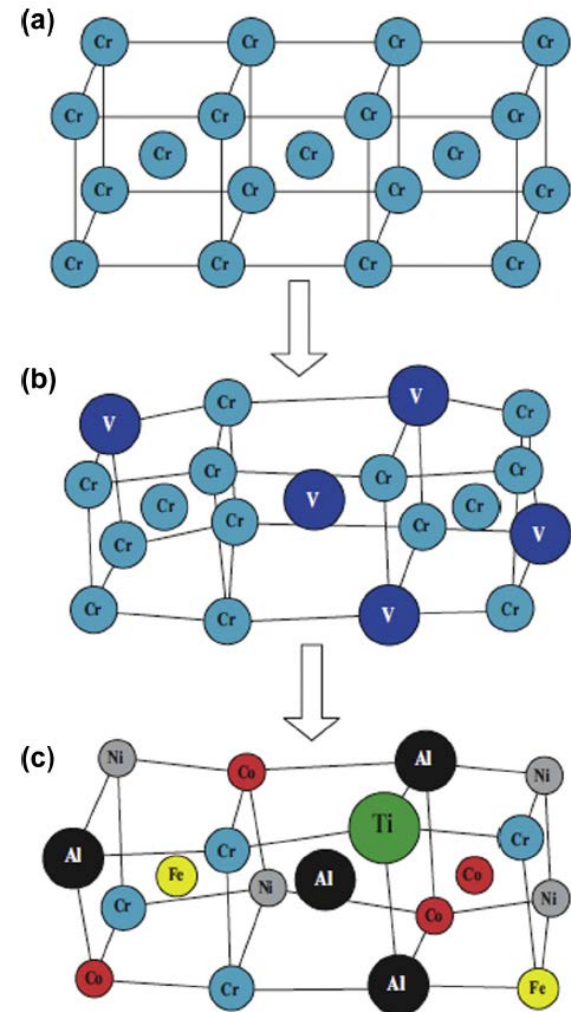 (a)
Cr Cr Cr Cr
Cr Cr Cr Cr
Cr Cr Cr
Cr Cr Cr Cr
Cr Cr Cr Cr
(b)
V Cr V Cr
Cr Cr Cr Cr
Cr V Cr
Cr Cr Cr V
Cr Cr V Cr
(c)
Ni Co Al Ni
Al Cr Ti Cr
Fe Al Co
Cr Ni Co Ni
Co Cr Al Fe